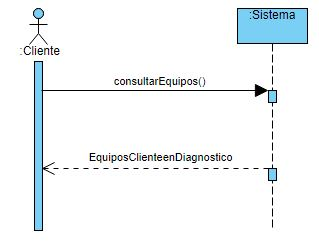 :Sistema
:Cliente
consultarEquipos()
EquiposClienteenDiagnostico